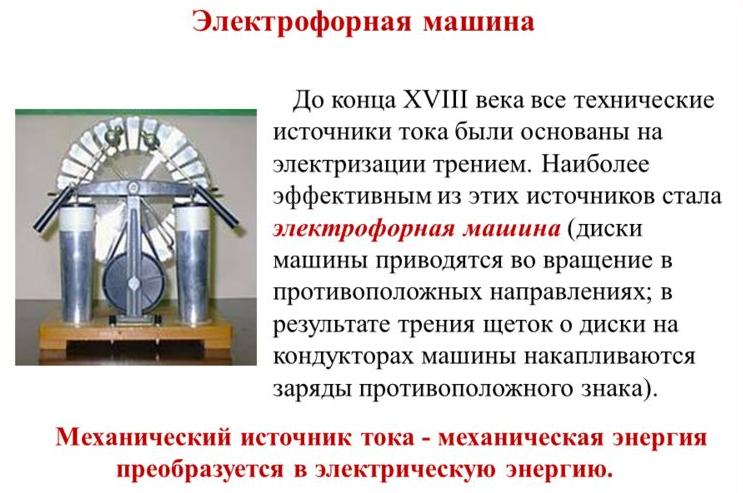 Электрофорная машина
До конца XVIII века все технические
источники тока были основаны на
электризации трением. Наиболее
эффективным из этих источников стала
электрофорная машина (диски
машины приводятся во вращение в
противоположных направлениях; в
результате трения щеток о диски на
кондукторах машины накапливаются
заряды противоположного знака).
Механический источник тока - механическая энергия
преобразуется в электрическую энергию.